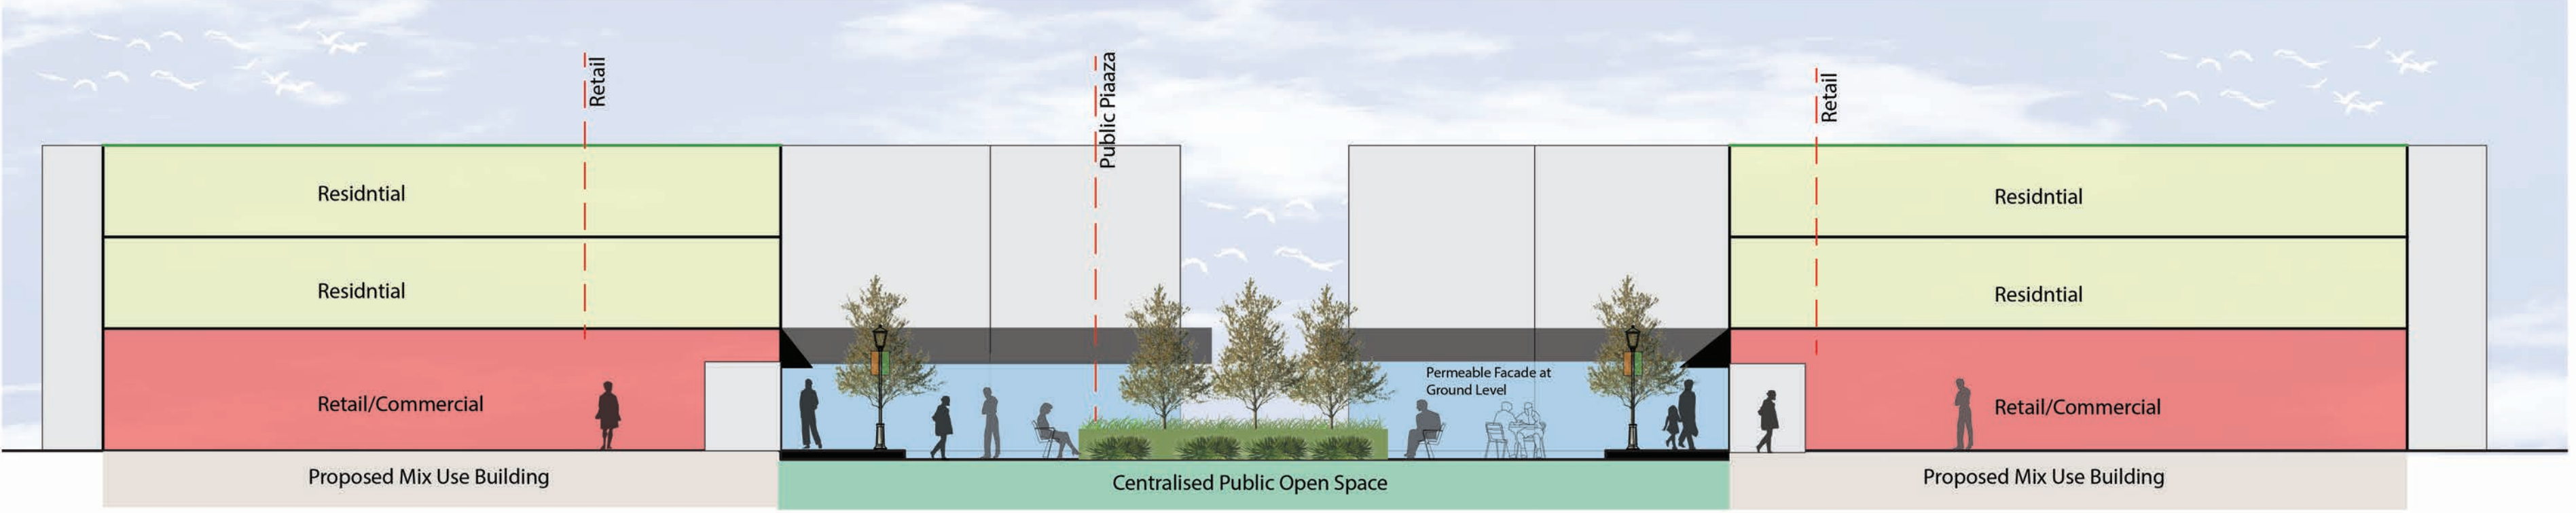 Retail
Public Piaaza
Retail
Residntial
Residntial
Residntial
Residntial
Permeable Facade at
Ground Level
Retail/Commercial
Retail/Commercial
Proposed Mix Use Building
Centralised Public Open Space
Proposed Mix Use Building